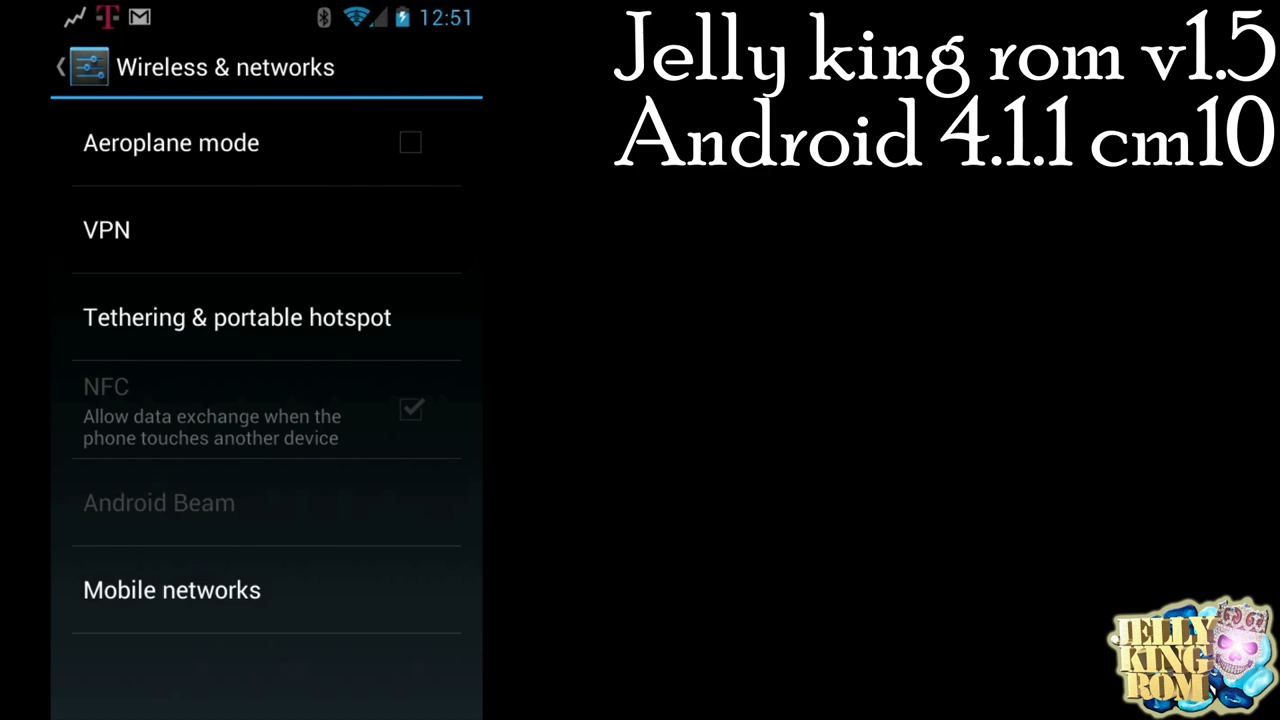 12:51
Wireless & networks
Aeroplane mode
VPN
Tethering & portable hotspot
NFC
Allow data exchange when the
phone touches another device
Android Beam
Mobile networks
Jelly king rom v1.5
Android 4.1.1 cm10
JELLY
KING
ROM